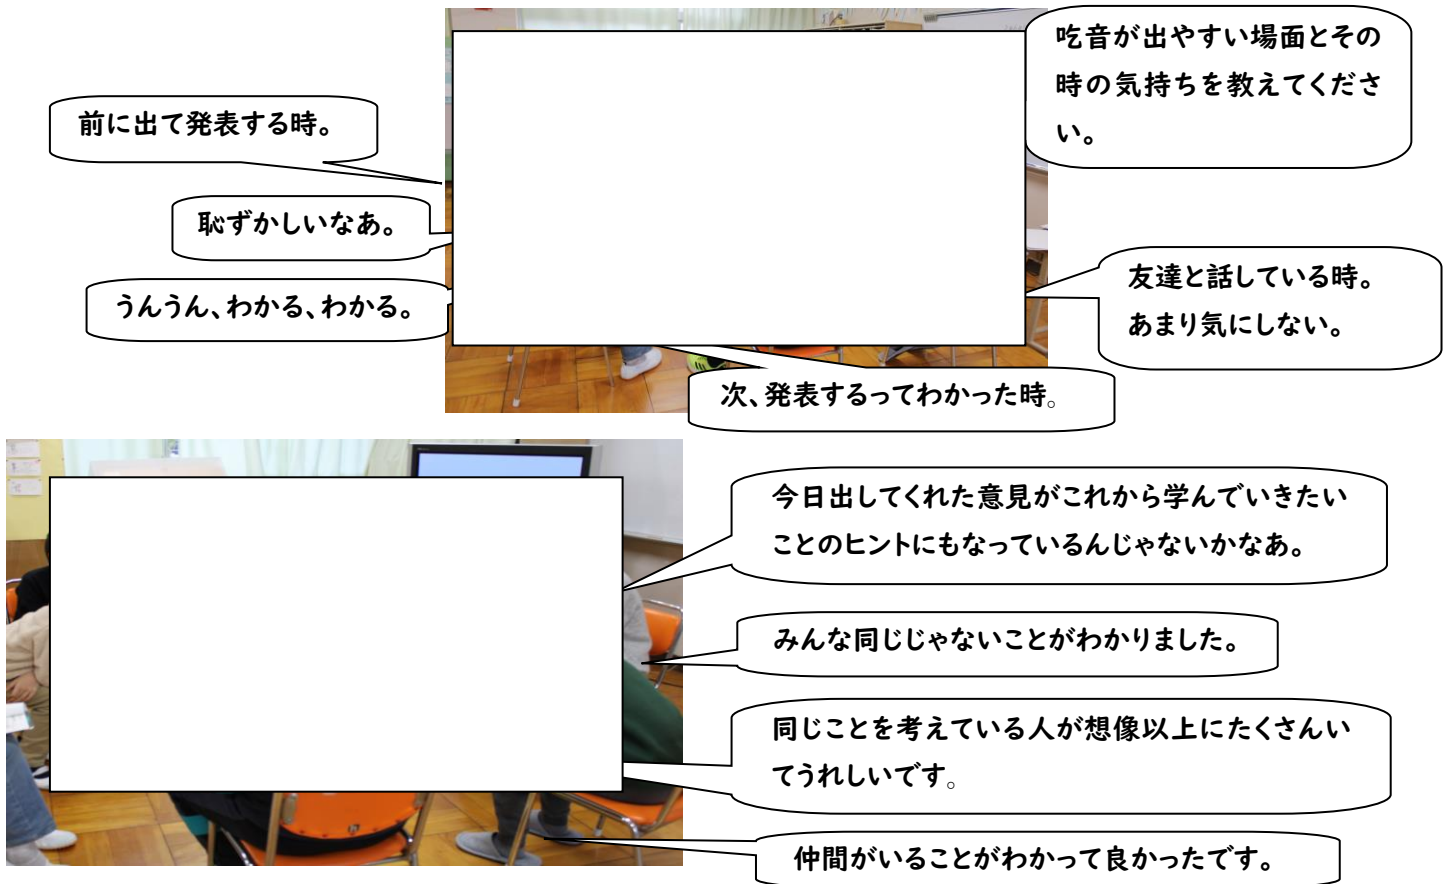 吃音が出やすい場面とその
時の気持ちを教えてくださ
い。
前に出て発表する時。
恥ずかしいなあ。
うんうん、わかる、わかる。
友達と話している時。
あまり気にしない。
次、発表するってわかった時。
今日出してくれた意見がこれから学んでいきたい
ことのヒントにもなっているんじゃないかなあ。
みんな同じじゃないことがわかりました。
同じことを考えている人が想像以上にたくさんい
てうれしいです。
仲間がいることがわかって良かったです。